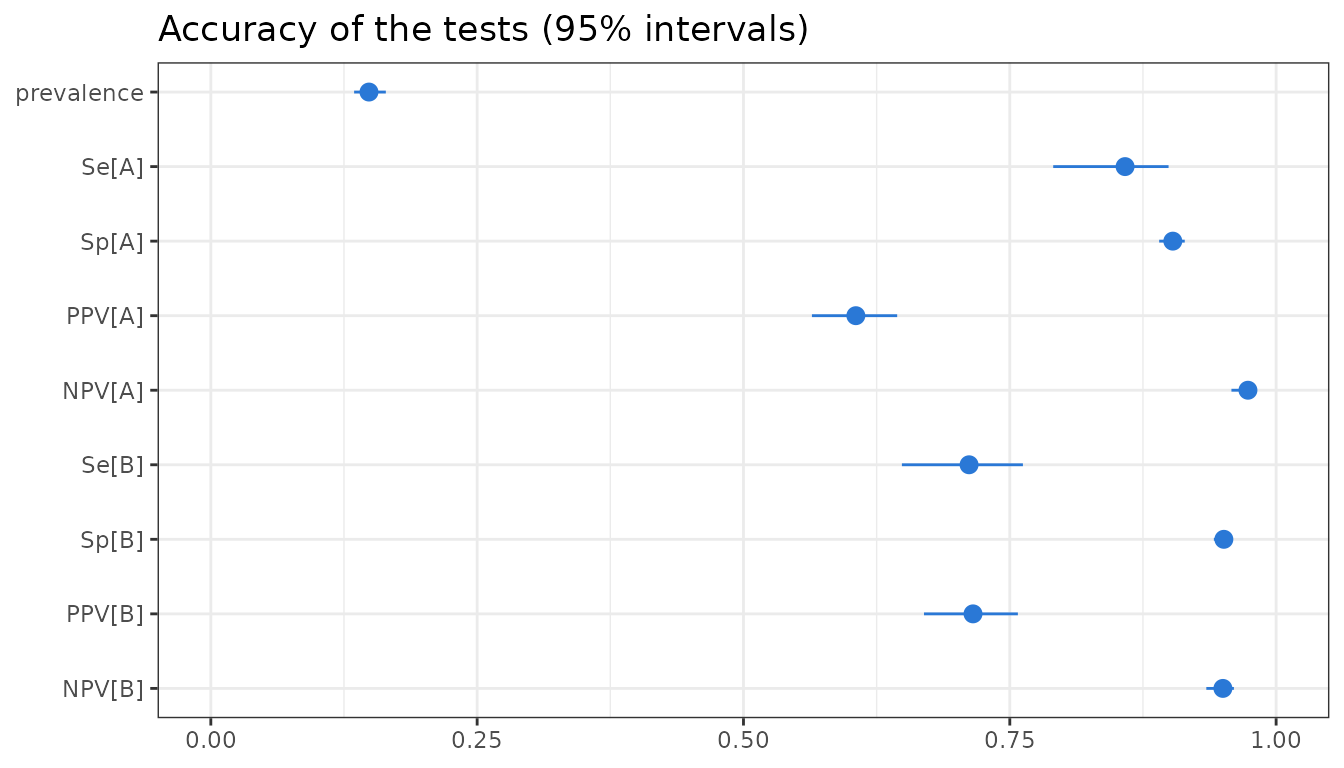 Accuracy of the tests (95% intervals)
prevalence
Se[A]
Sp[A]
PPV[A]
NPV[A]
Se[B]
Sp[B]
PPV[B]
NPV[B]
0.00 0.25 0.50 0.75 1.00